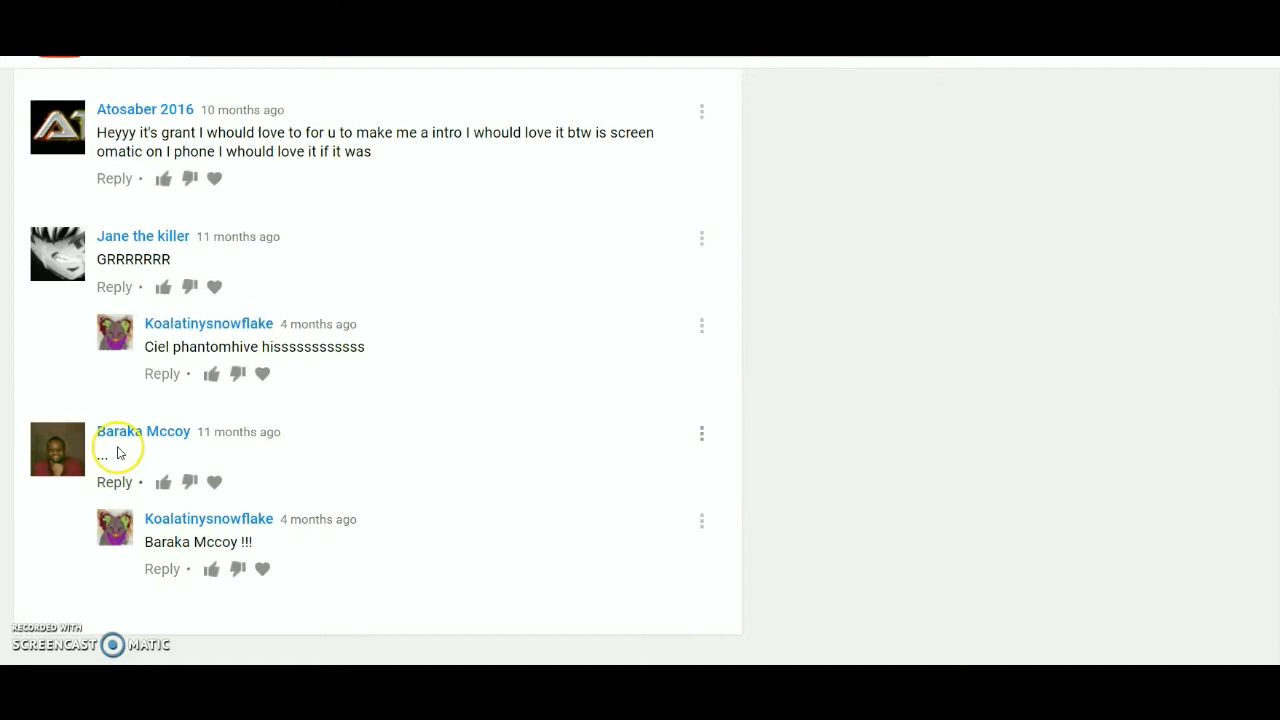 Atosaber 2016 10 months ago
Heyyy it's grant I whould love to for u to make me a intro I whould love it btw is screen
omatic on I phone I whould love it if it was
Reply •
Jane the killer 11 months ago
GRRRRRRR
Reply •
Koalatinysnowflake 4 months ago
Ciel phantomhive hissssssssssss
Reply •
Baraka Mccoy 11 months ago
...
Reply •
Koalatinysnowflake 4 months ago
Baraka Mccoy !!!
Reply •
RECORDED WITH
SCREENCAST MATIC